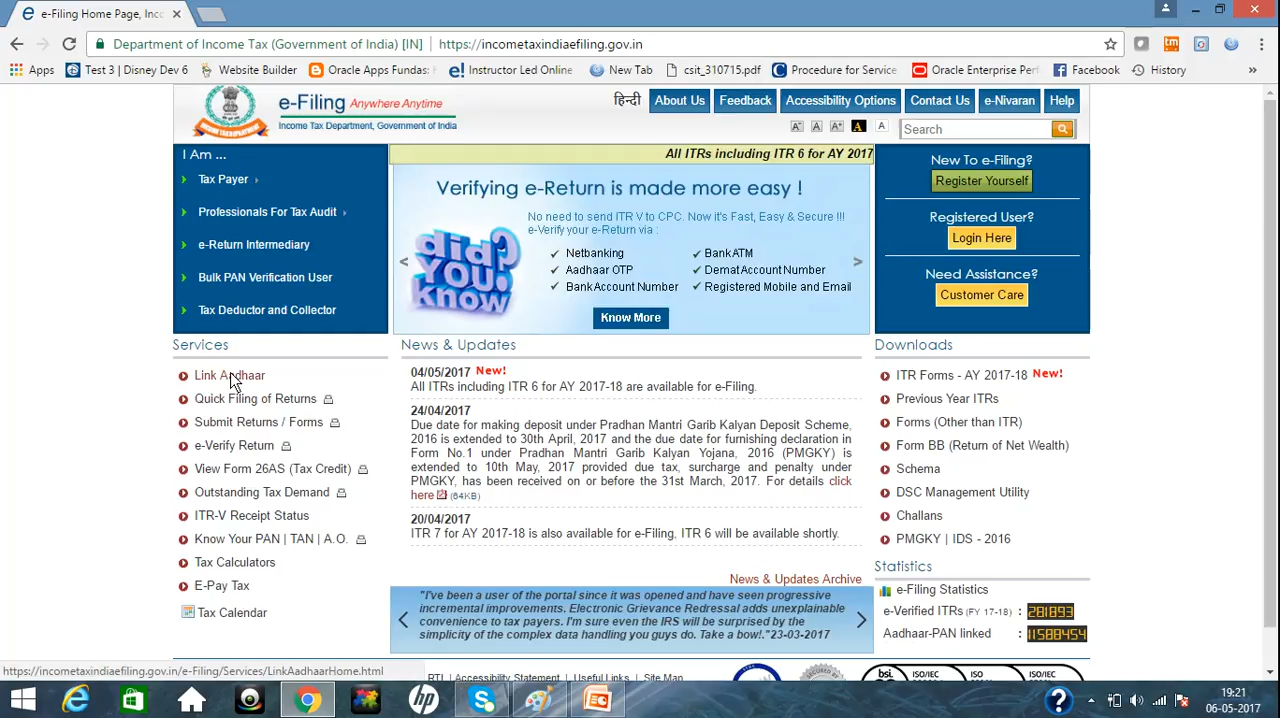 e-Filing Home Page, Inc
Department of Income Tax (Government of India) [IN]
https://incometaxindiaefiling.gov.in
Apps
Test 3 | Disney Dev 6
Website Builder
Oracle Apps Fundas:
Instructor Led Online
New Tab
csit_310715.pdf
Procedure for Service
Oracle Enterprise Perf
Facebook
History
e-Filing Anywhere Anytime
Income Tax Department, Government of India
हिन्दी
About Us
Feedback
Accessibility Options
Contact Us
e-Nivaran
Help
A A A A A
Search
I Am ...
Tax Payer
Professionals For Tax Audit
e-Return Intermediary
Bulk PAN Verification User
Tax Deductor and Collector
All ITRs including ITR 6 for AY 2017
Verifying e-Return is made more easy !
did?
you
know
No need to send ITR V to CPC. Now it's Fast, Easy & Secure !!!
e-Verify your e-Return via :
✓ Netbanking
✓ BankATM
✓ Aadhaar OTP
✓ DematAccount Number
✓ BankAccount Number
✓ Registered Mobile and Email
Know More
New To e-Filing?
Register Yourself
Registered User?
Login Here
Need Assistance?
Customer Care
Services
Link Aadhaar
Quick Filing of Returns
Submit Returns / Forms
e-Verify Return
View Form 26AS (Tax Credit)
Outstanding Tax Demand
ITR-V Receipt Status
Know Your PAN | TAN | A.O.
Tax Calculators
E-Pay Tax
Tax Calendar
News & Updates
04/05/2017 New!
All ITRs including ITR 6 for AY 2017-18 are available for e-Filing.
24/04/2017
Due date for making deposit under Pradhan Mantri Garib Kalyan Deposit Scheme,
2016 is extended to 30th April, 2017 and the due date for furnishing declaration in
Form No.1 under Pradhan Mantri Garib Kalyan Yojana, 2016 (PMGKY) is
extended to 10th May, 2017 provided due tax, surcharge and penalty under
PMGKY, has been received on or before the 31st March, 2017. For details click
here (64KB)
20/04/2017
ITR 7 for AY 2017-18 is also available for e-Filing, ITR 6 will be available shortly.
News & Updates Archive
"I've been a user of the portal since it was opened and have seen progressive
incremental improvements. Electronic Grievance Redressal adds unexplainable
convenience to tax payers. I'm sure even the IRS will be surprised by the
simplicity of the complex data handling you guys do. Take a bow!."23-03-2017
Downloads
ITR Forms - AY 2017-18 New!
Previous Year ITRs
Forms (Other than ITR)
Form BB (Return of Net Wealth)
Schema
DSC Management Utility
Challans
PMGKY | IDS - 2016
Statistics
e-Filing Statistics
e-Verified ITRs (FY 17-18) : 281893
Aadhaar-PAN linked : 11588454
https://incometaxindiaefiling.gov.in/e-Filing/Services/LinkAadhaarHome.html
RTI | Accessibility Statement | Useful Links | Site Map
bsi.
ISO/IEC
ISO
ISO/IEC
19:21
06-05-2017